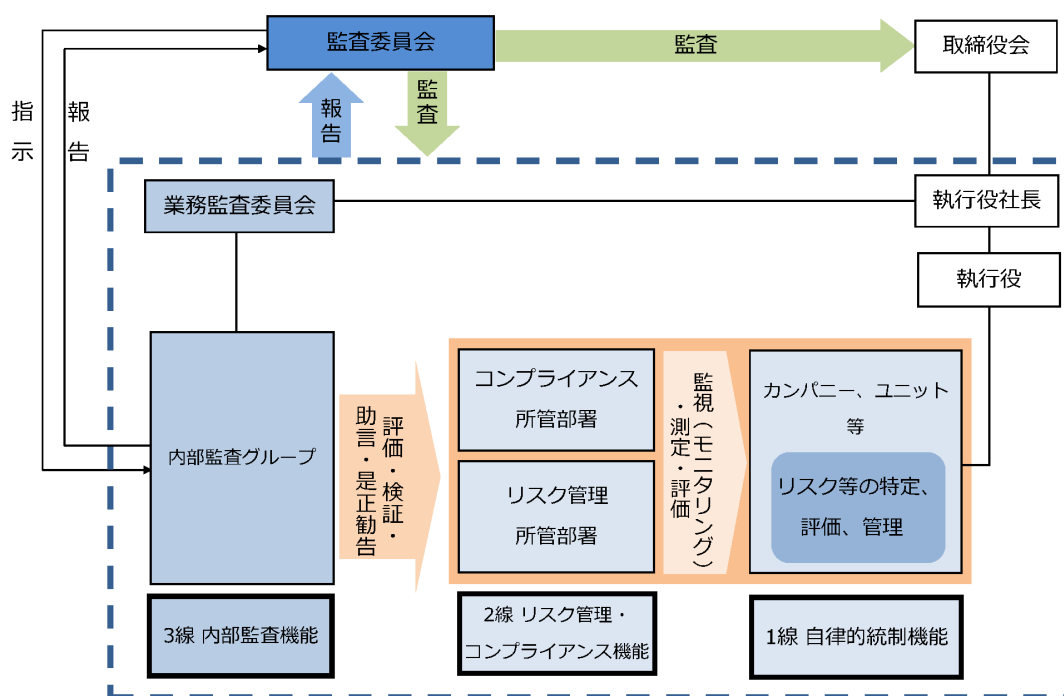 監査委員会
監査
取締役会
指示
報告
報告
監査
業務監査委員会
執行役社長
執行役
内部監査グループ
評価・検証・
助言・是正勧告
コンプライアンス
所管部署
リスク管理
所管部署
監視（モニタリング）
・測定・評価
カンパニー、ユニット
等
リスク等の特定、
評価、管理
3線 内部監査機能
2線 リスク管理・
コンプライアンス機能
1線 自律的統制機能